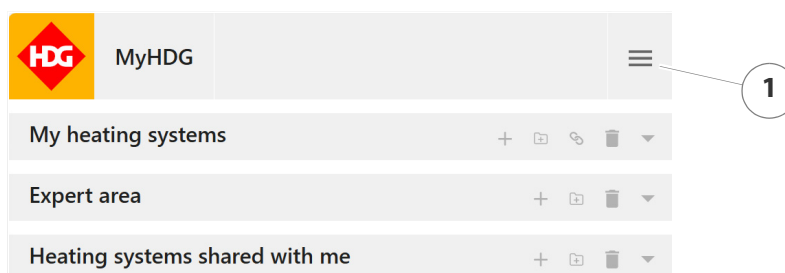 HDG
MyHDG
1
My heating systems
Expert area
Heating systems shared with me